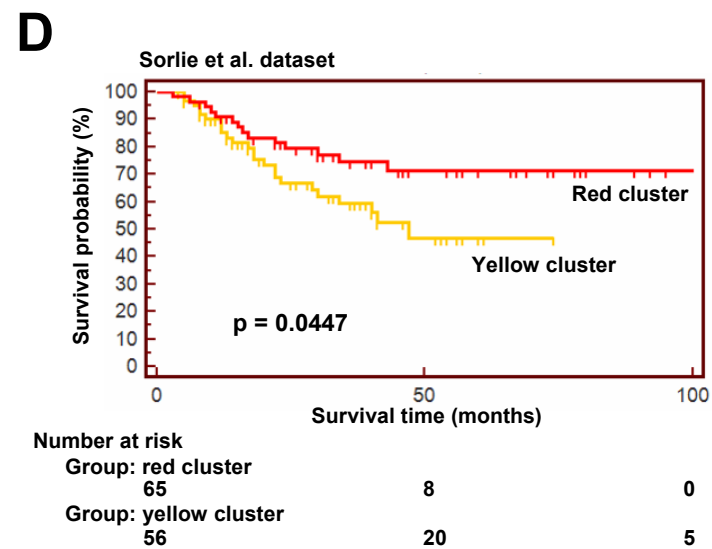 D
Sorlie et al. dataset
Survival probability (%)
100
90
80
70
60
50
40
30
20
10
0
Red cluster
Yellow cluster
p = 0.0447
0 50 100
Survival time (months)
Number at risk
Group: red cluster
65 8 0
Group: yellow cluster
56 20 5